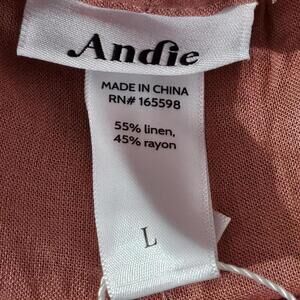 Andie
MADE IN CHINA
RN# 165598
55% linen,
45% rayon
L